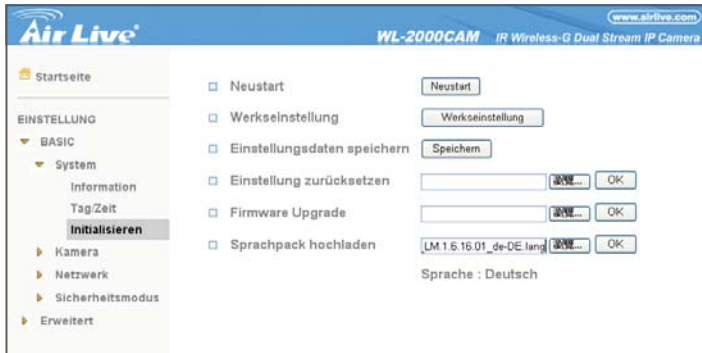 www.airlive.com
Air Live®
WL-2000CAM IR Wireless-G Dual Stream IP Camera
Startseite
EINSTELLUNG
BASIC
System
Information
Tag/Zeit
Initialisieren
Kamera
Netzwerk
Sicherheitsmodus
Erweitert
Neustart Neustart
Werkseinstellung Werkseinstellung
Einstellungsdaten speichern Speichern
Einstellung zurücksetzen OK
Firmware Upgrade OK
Sprachpack hochladen _LM.1.6.16.01_de-DE.lang OK
Sprache : Deutsch